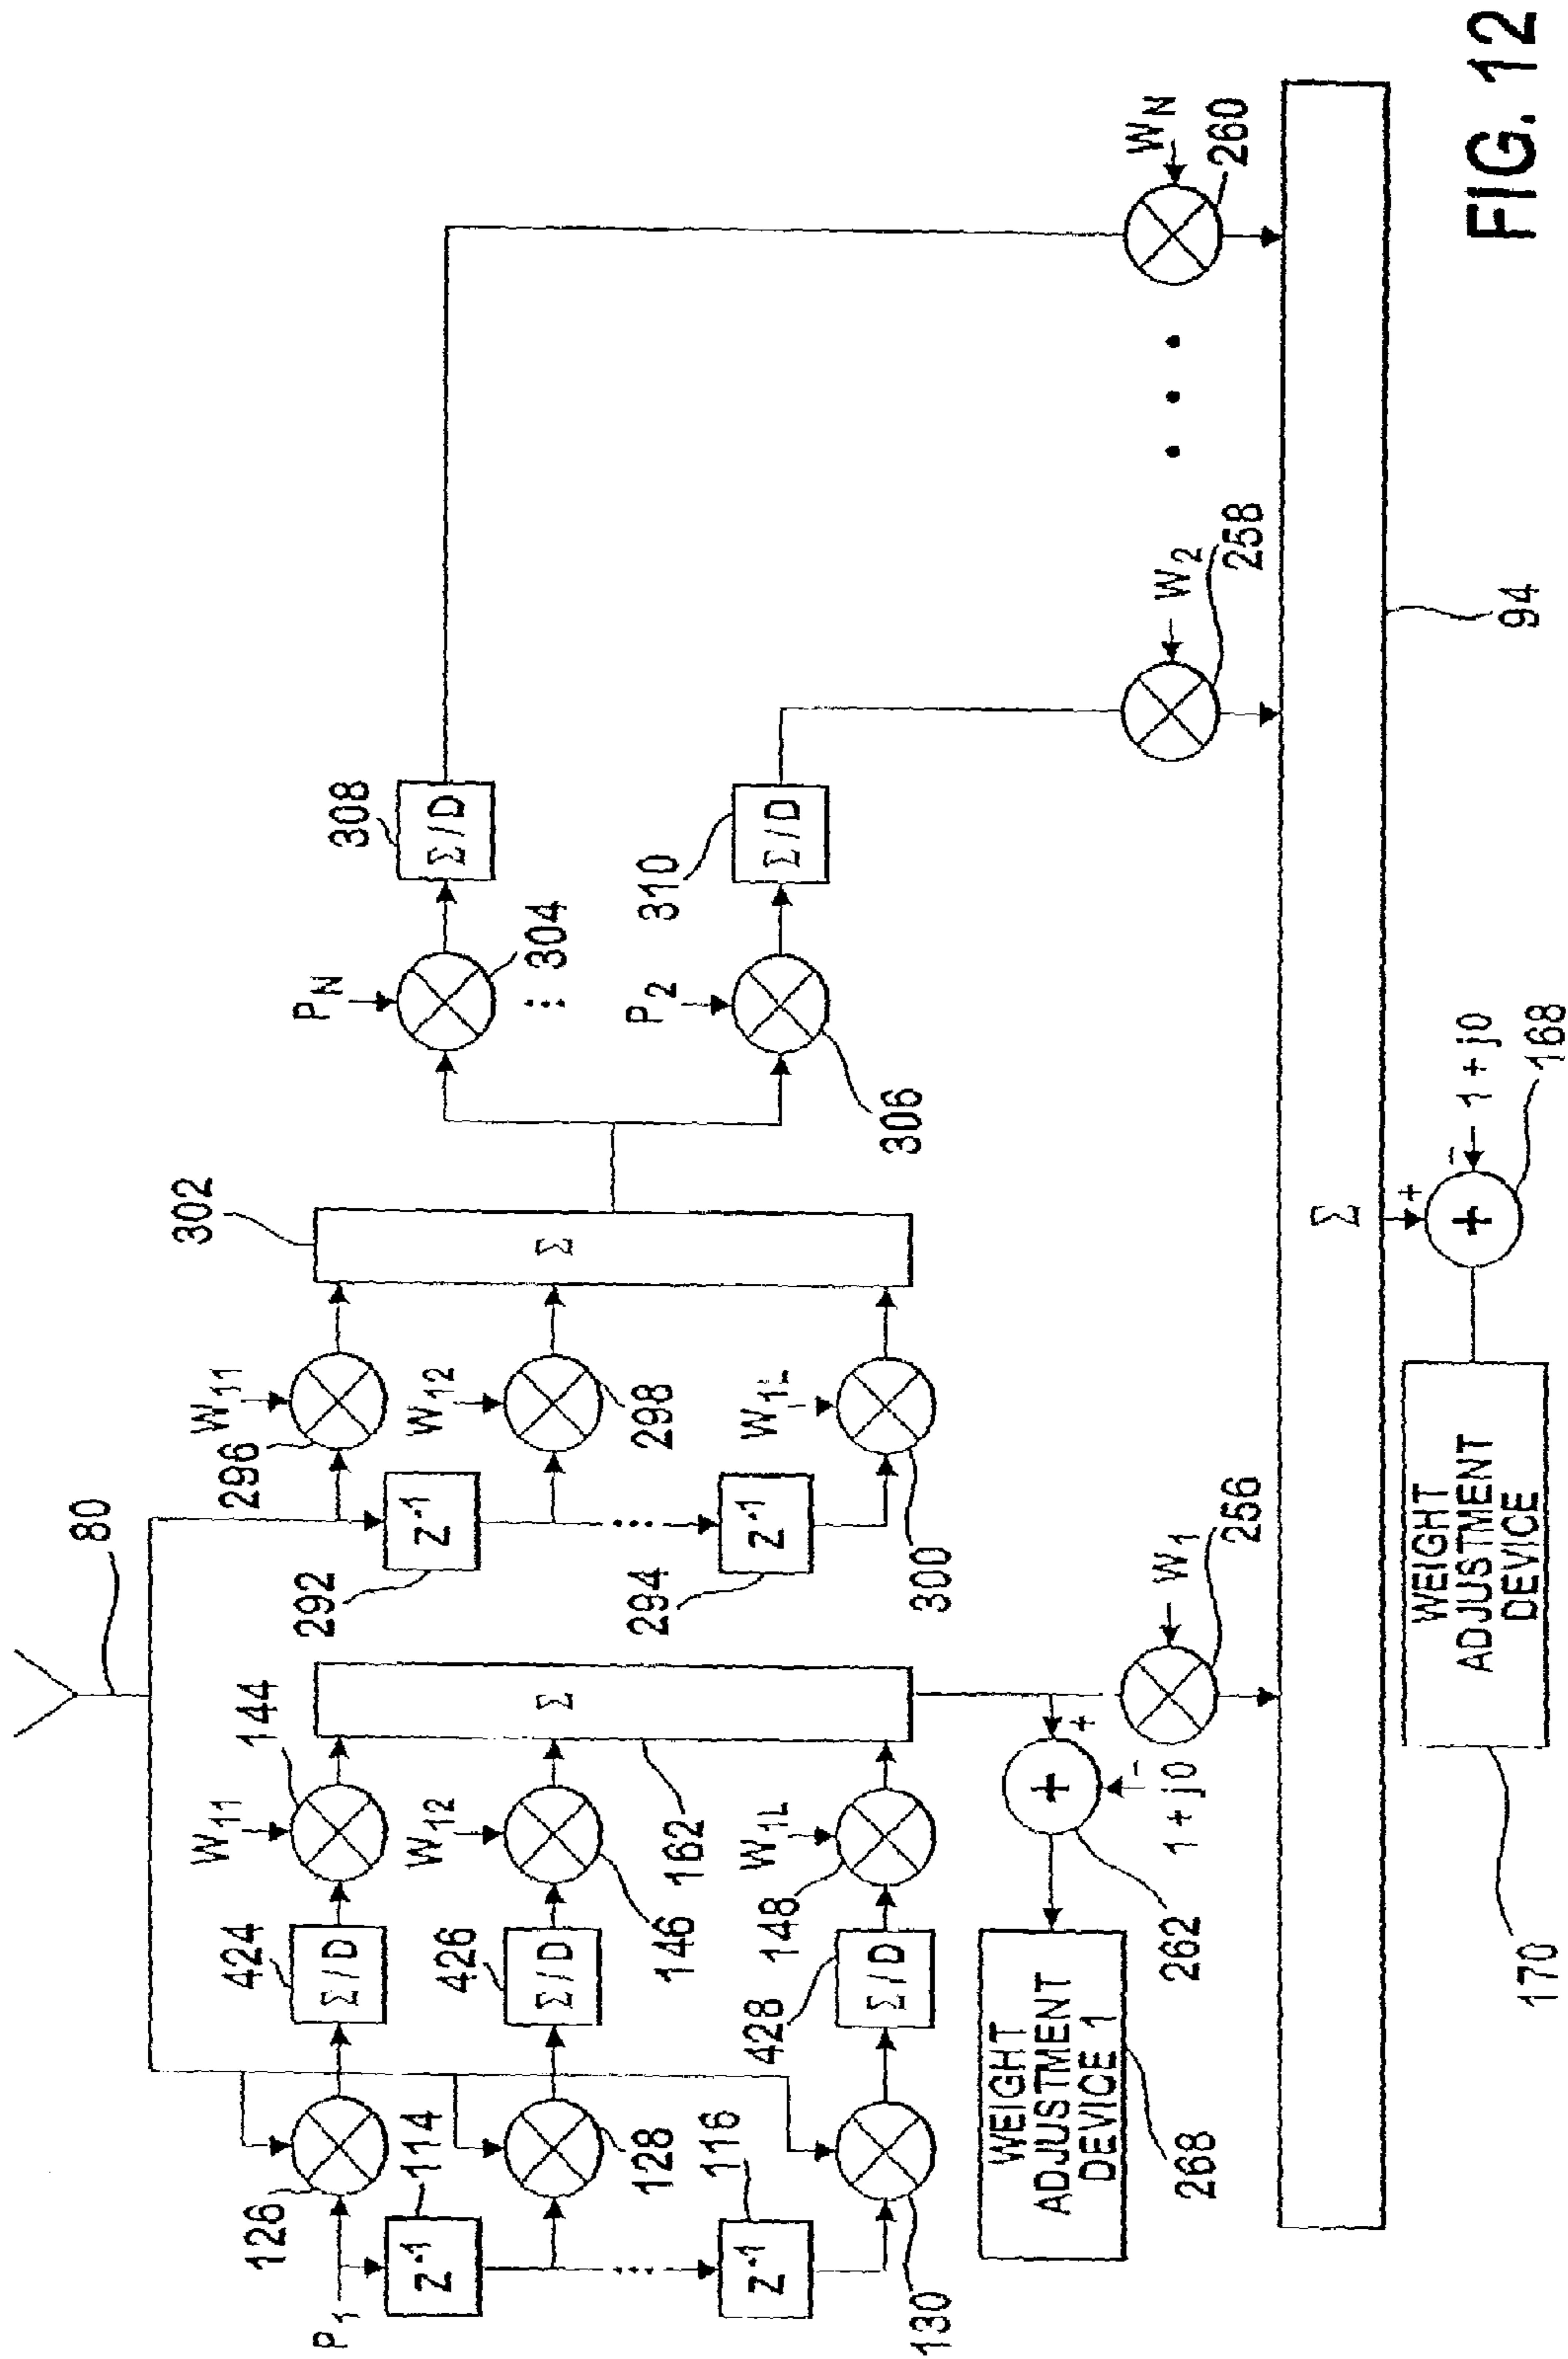 80
P1
126
Z-1
114
128
Z-1
116
130
424
Σ/D
426
Σ/D
428
Σ/D
W11
144
W12
146
W1L
148
Σ
162
292
Z-1
294
Z-1
W11
296
W12
298
W1L
300
302
Σ
PN
304
⋮
P2
306
308
Σ/D
310
Σ/D
WEIGHT
ADJUSTMENT
DEVICE 1
268
+
-
+
1+j0
262
W1
256
W2
258
• • •
WN
260
Σ
94
+
-
+
1+j0
168
WEIGHT
ADJUSTMENT
DEVICE
170
FIG. 12